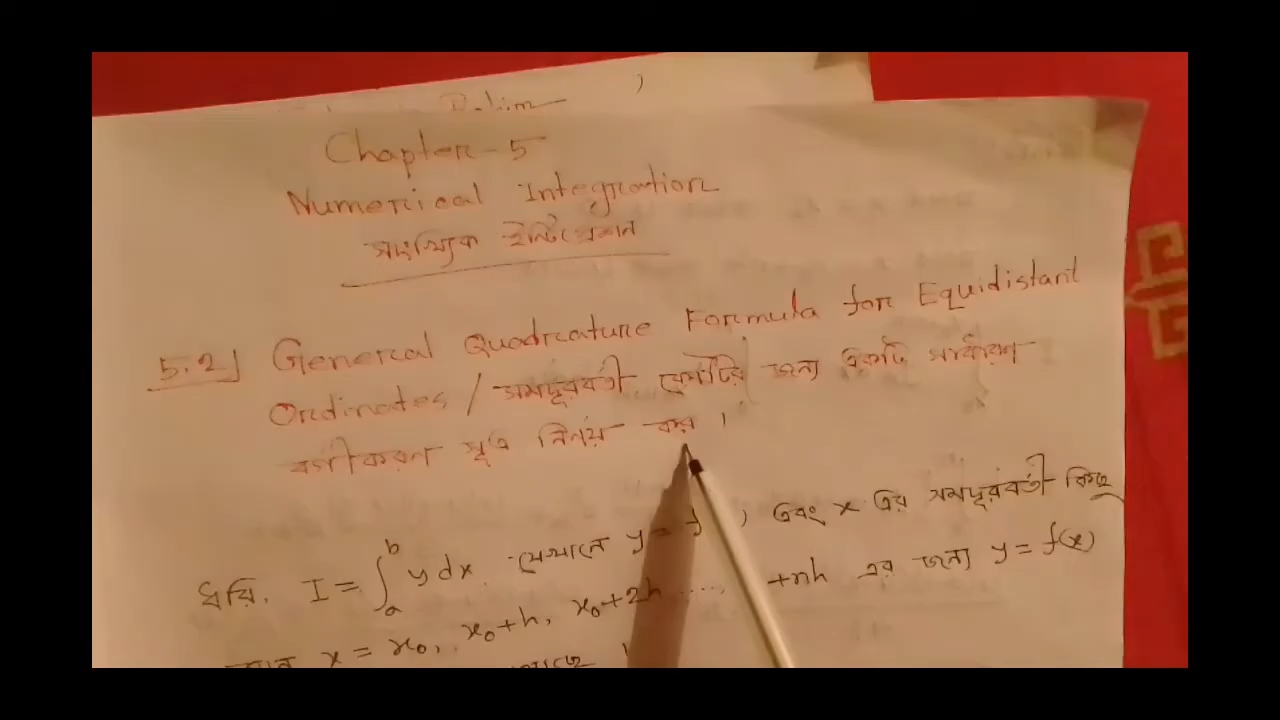 Chapter-5
Numerical Integration
সাংখ্যিক ইন্টিগ্রেশন
5.2] General Quadrature Formula for Equidistant
Ordinates / সমদূরবর্তী কোটির জন্য একটি সাধারণ
বর্গীকরণ সূত্র নির্ণয় কর।
ধরি, I = ∫ₐᵇ y dx যেখানে y = f , এবং x এর সমদূরবর্তী কিছু
x = x₀, x₀+h, x₀+2h ...., +nh এর জন্য y = f(x)